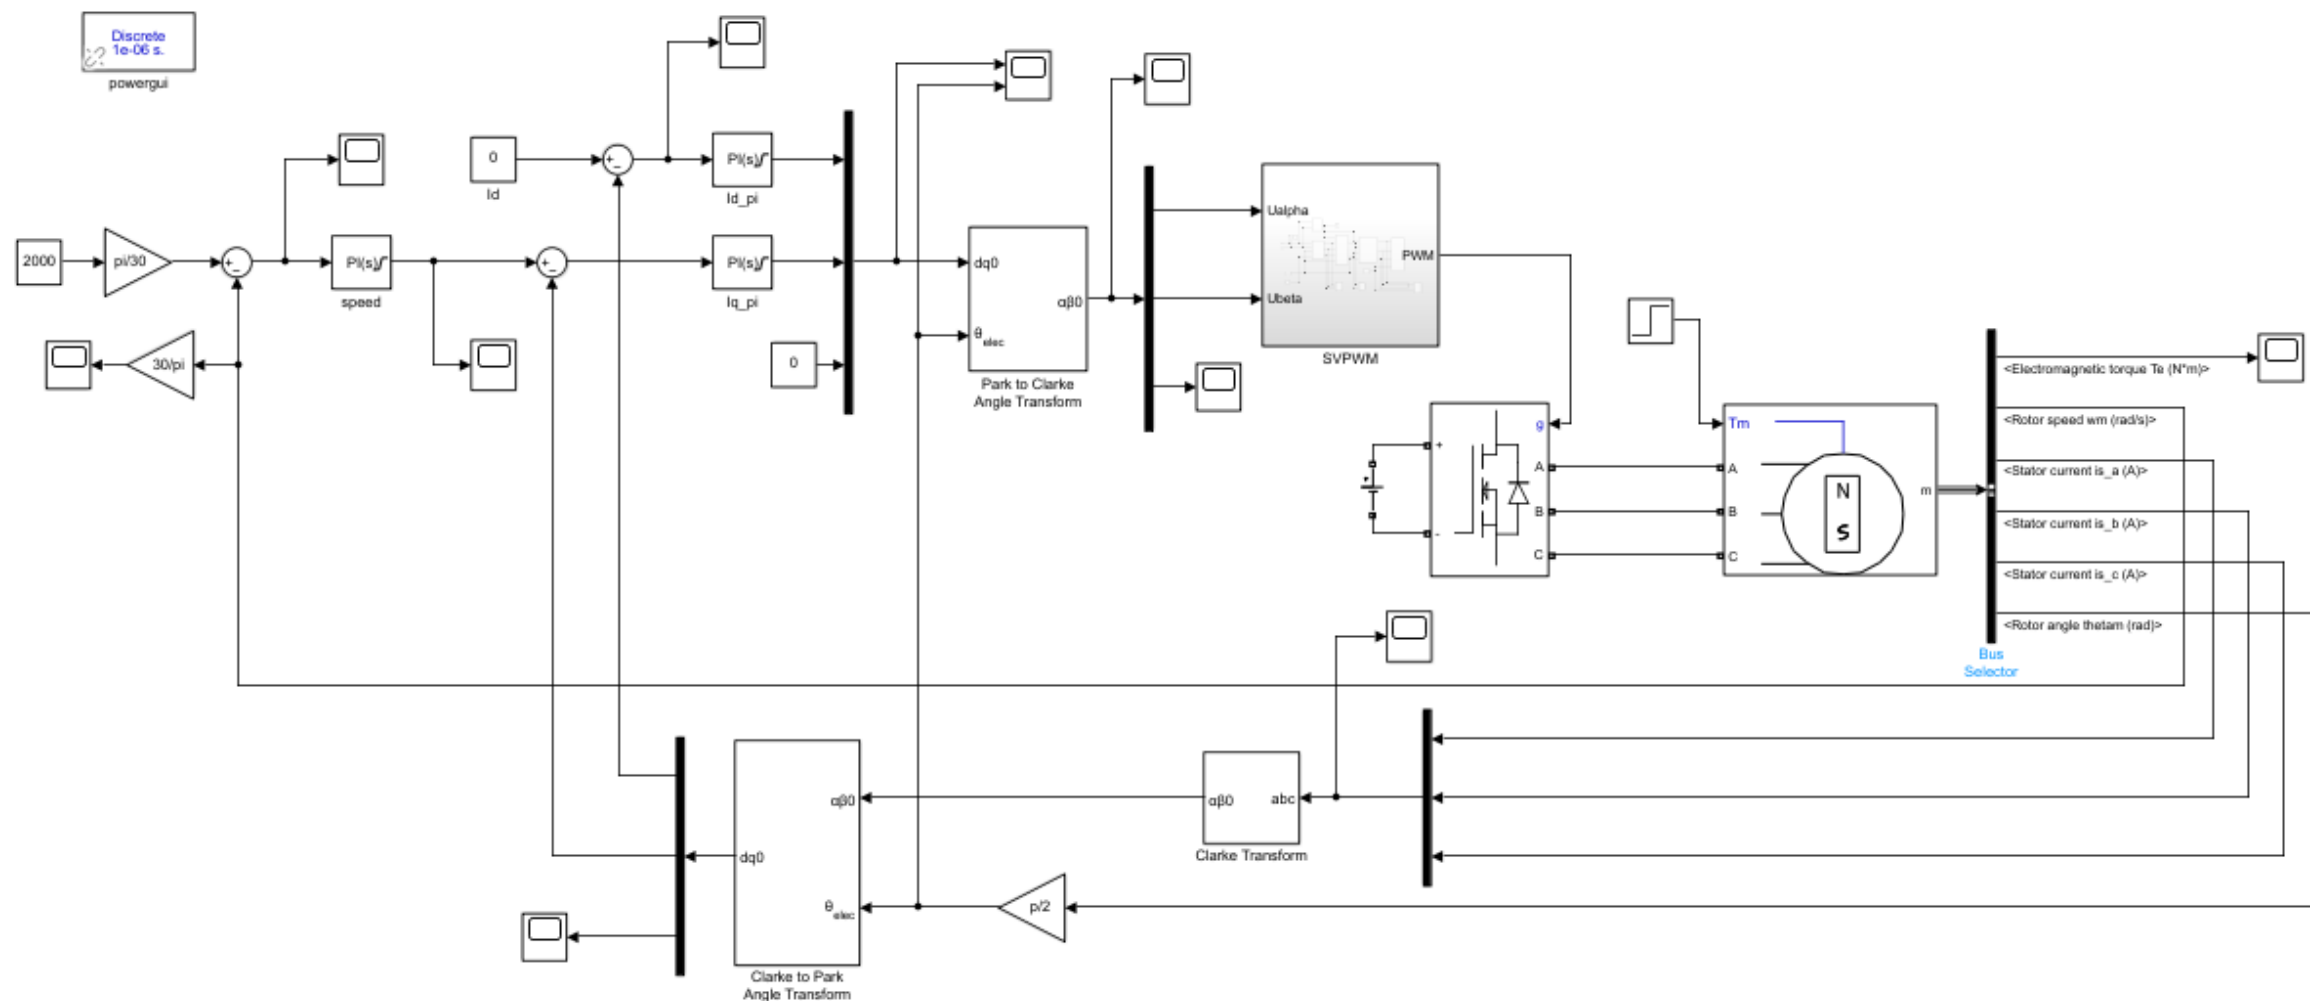 Discrete
1e-06 s.
powergui
2000
pi/30
+
−
PI(s)
speed
30/pi
0
Id
+
−
PI(s)
Id_pi
+
−
PI(s)
Iq_pi
0
dq0
θelec
αβ0
Park to Clarke
Angle Transform
Ualpha
Ubeta
PWM
SVPWM
+
-
g
A
B
C
+
Tm
A
B
C
N
S
m
<Electromagnetic torque Te (N*m)>
<Rotor speed wm (rad/s)>
<Stator current is_a (A)>
<Stator current is_b (A)>
<Stator current is_c (A)>
<Rotor angle thetam (rad)>
Bus
Selector
αβ0
dq0
θelec
Clarke to Park
Angle Transform
αβ0
abc
Clarke Transform
p/2